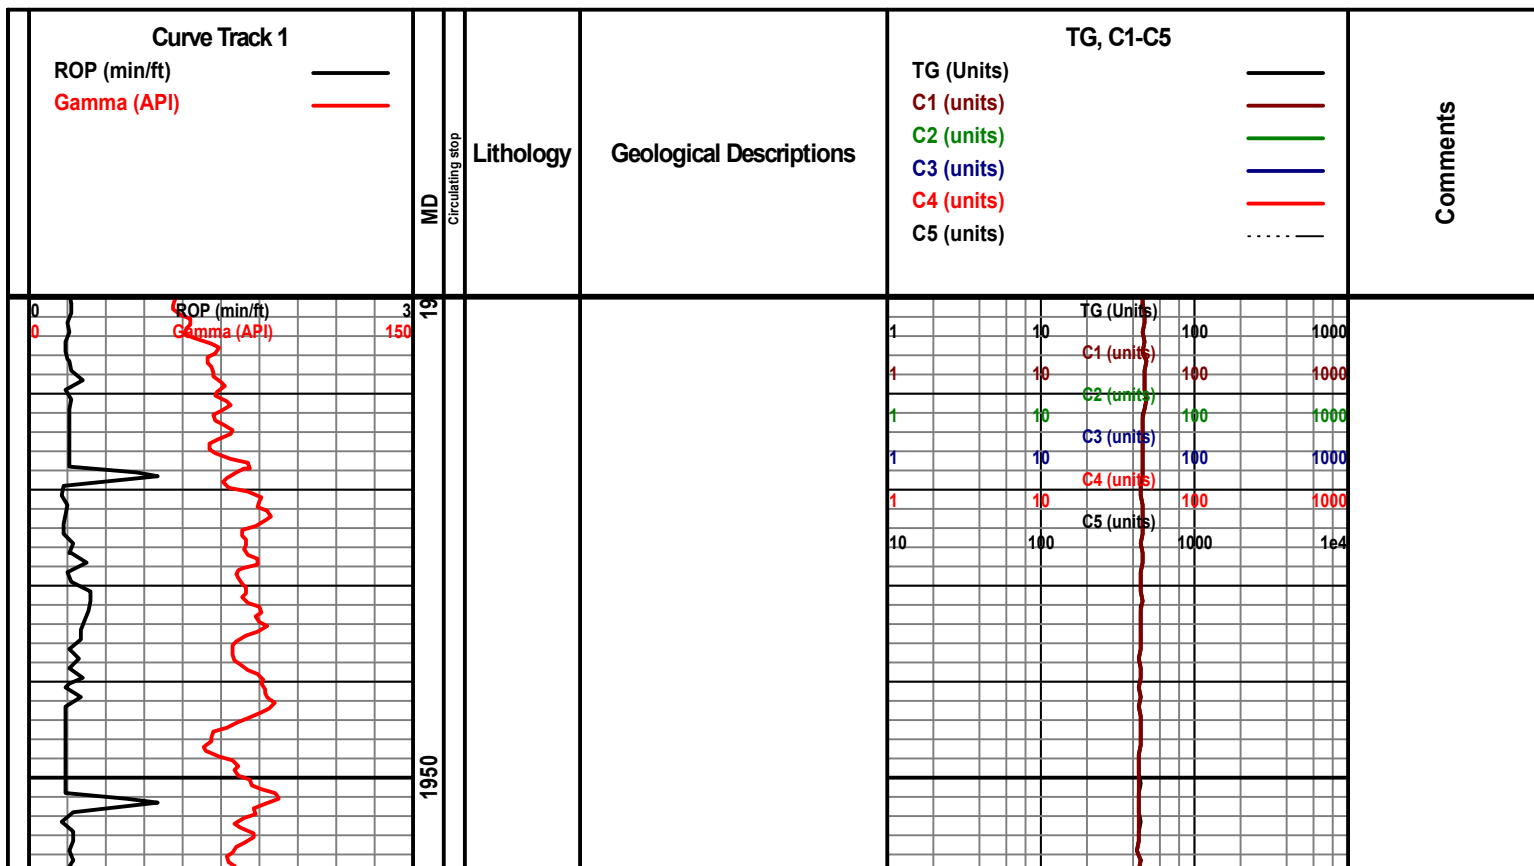 Curve Track 1
ROP (min/ft)
Gamma (API)
MD
Circulating stop
Lithology
Geological Descriptions
TG, C1-C5
TG (Units)
C1 (units)
C2 (units)
C3 (units)
C4 (units)
C5 (units)
Comments
0 ROP (min/ft) 3
0 Gamma (API) 150
19
1950
TG (Units)
1 10 100 1000
C1 (units)
1 10 100 1000
C2 (units)
1 10 100 1000
C3 (units)
1 10 100 1000
C4 (units)
1 10 100 1000
C5 (units)
10 100 1000 1e4